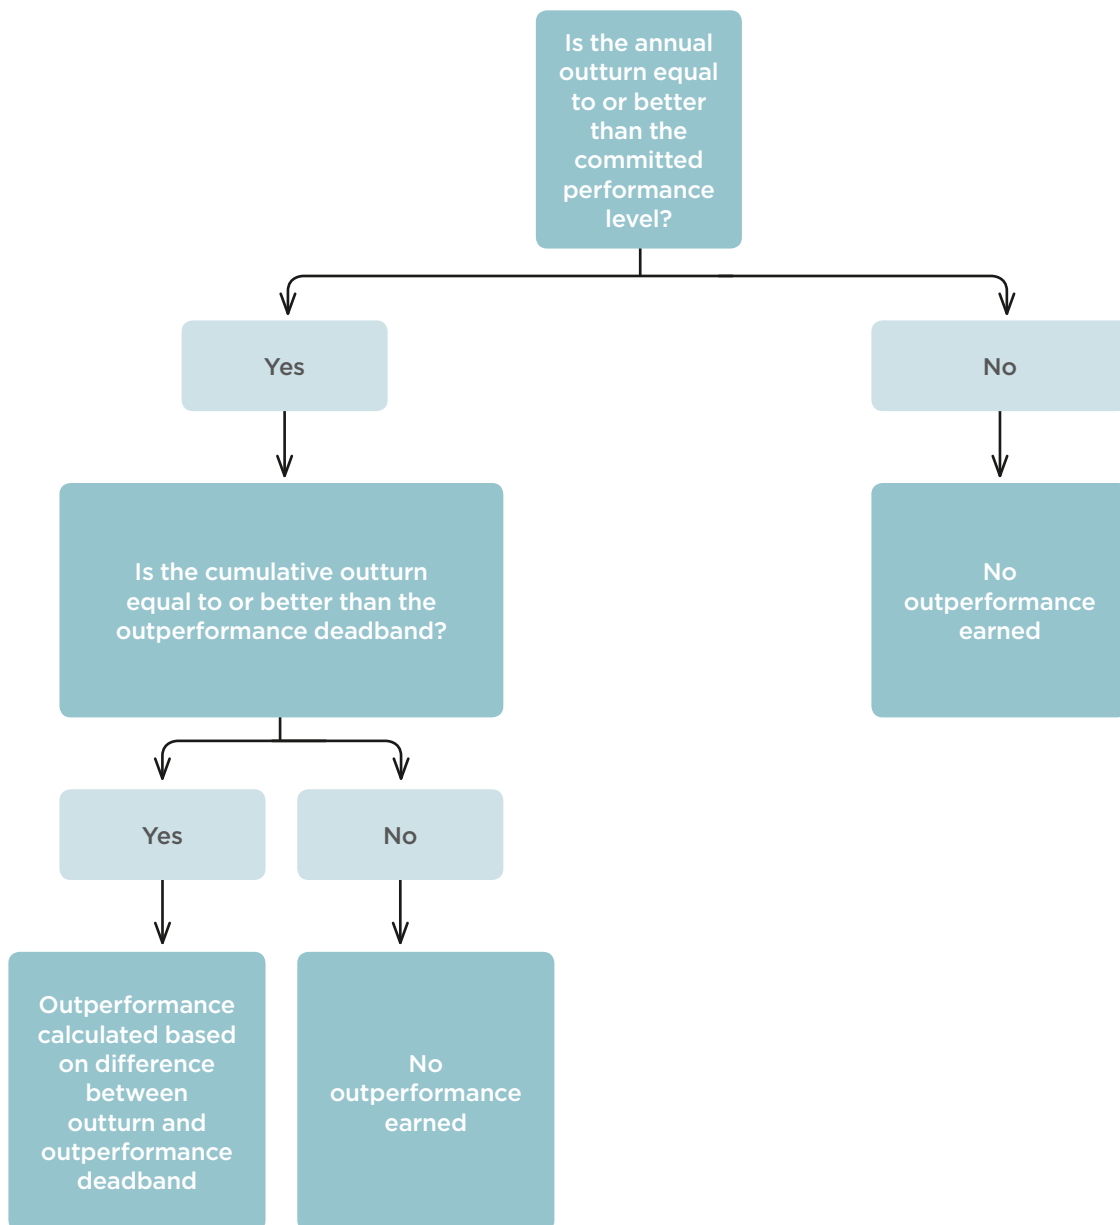 Is the annual
outturn equal
to or better
than the
committed
performance
level?
Yes
No
Is the cumulative outturn
equal to or better than the
outperformance deadband?
No
outperformance
earned
Yes
No
Outperformance
calculated based
on difference
between
outturn and
outperformance
deadband
No
outperformance
earned